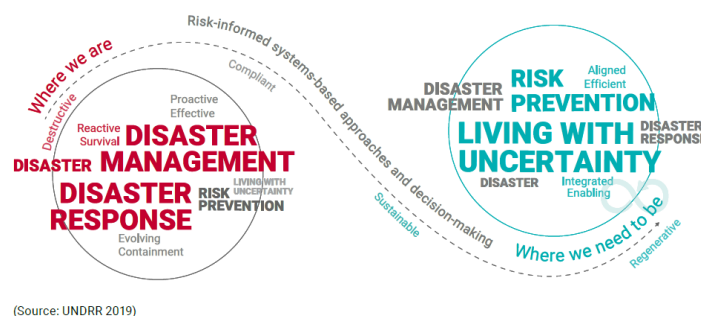 Where we are
Risk-informed systems-based approaches and decision-making
Destructive
Compliant
Proactive
Effective
Reactive
Survival
DISASTER
MANAGEMENT
DISASTER
DISASTER
RESPONSE
RISK
PREVENTION
LIVING WITH
UNCERTAINTY
Evolving
Containment
Sustainable
DISASTER
MANAGEMENT
RISK
PREVENTION
Aligned
Efficient
LIVING WITH
UNCERTAINTY
DISASTER
RESPONS
DISASTER
Integrated
Enabling
Where we need to be
Regenerative
(Source: UNDRR 2019)